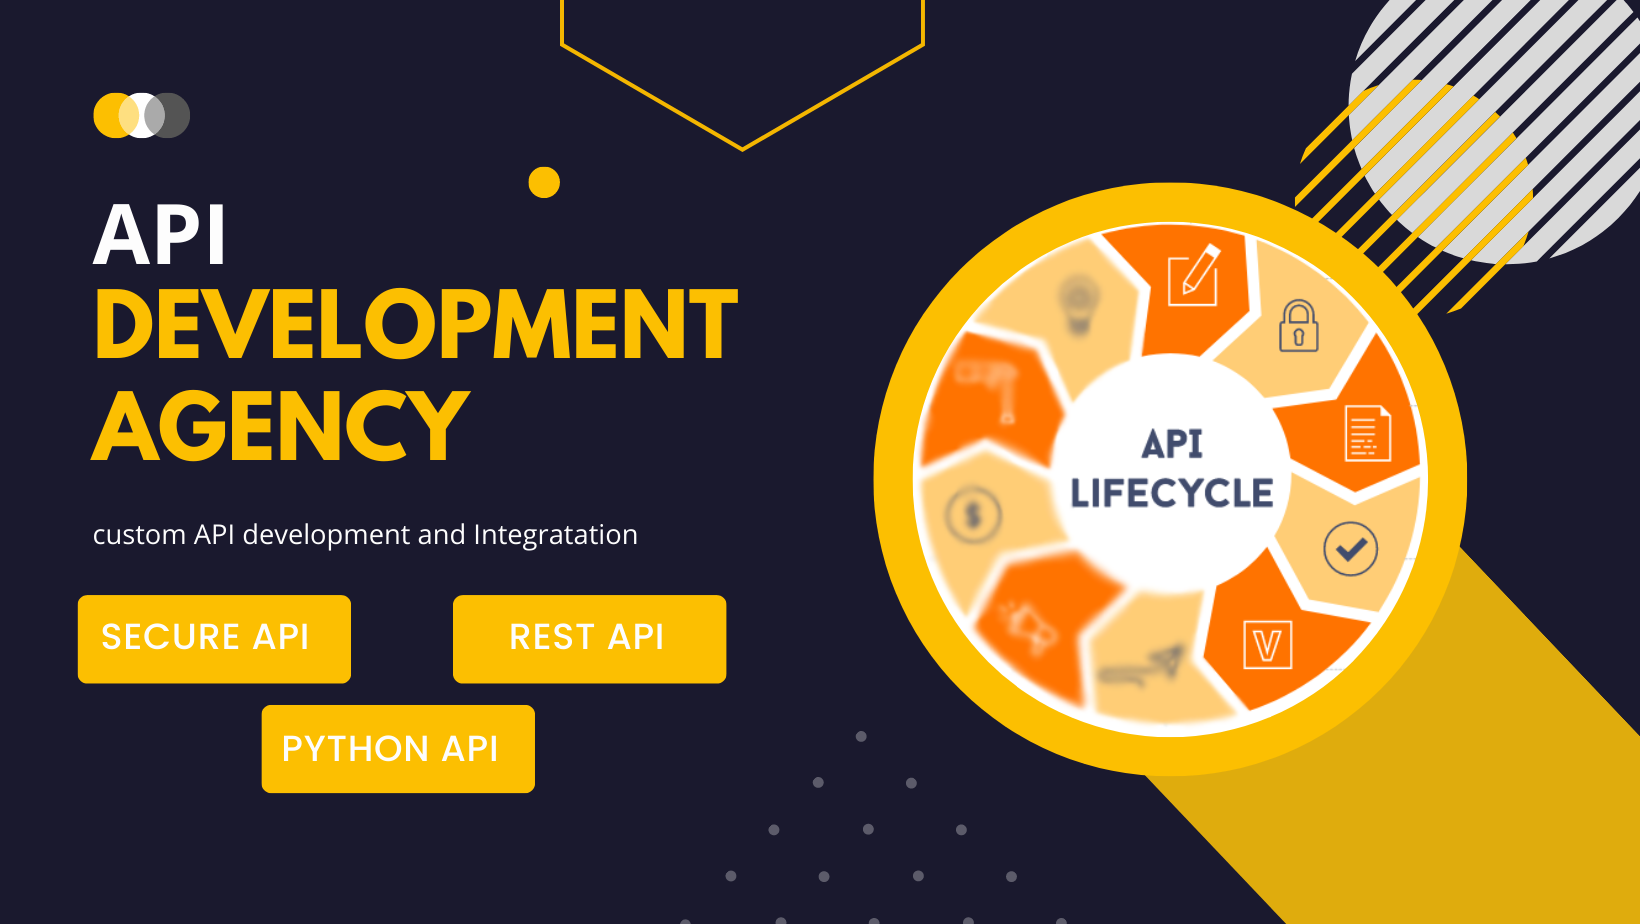 API
DEVELOPMENT
AGENCY
custom API development and Integratation
SECURE API
REST API
PYTHON API
API
LIFECYCLE
$
V